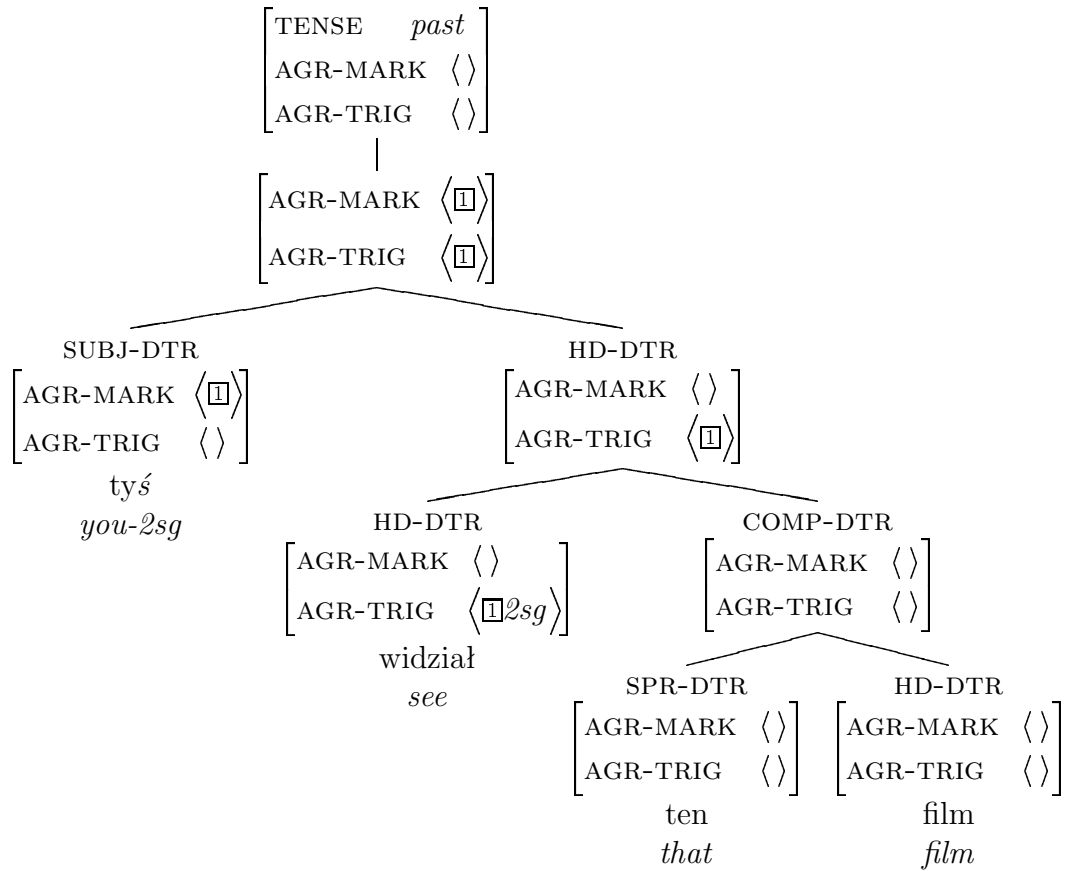 TENSE past
AGR-MARK ⟨ ⟩
AGR-TRIG ⟨ ⟩
AGR-MARK ⟨1⟩
AGR-TRIG ⟨1⟩
SUBJ-DTR
AGR-MARK ⟨1⟩
AGR-TRIG ⟨ ⟩
tyś
you-2sg
HD-DTR
AGR-MARK ⟨ ⟩
AGR-TRIG ⟨1⟩
HD-DTR
AGR-MARK ⟨ ⟩
AGR-TRIG ⟨1 2sg⟩
widział
see
COMP-DTR
AGR-MARK ⟨ ⟩
AGR-TRIG ⟨ ⟩
SPR-DTR
AGR-MARK ⟨ ⟩
AGR-TRIG ⟨ ⟩
ten
that
HD-DTR
AGR-MARK ⟨ ⟩
AGR-TRIG ⟨ ⟩
film
film